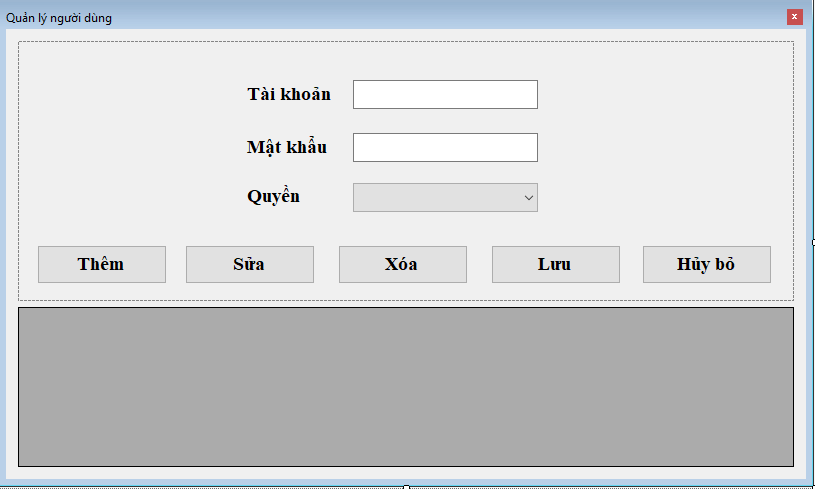 Quản lý người dùng
Tài khoản
Mật khẩu
Quyền
Thêm Sửa Xóa Lưu Hủy bỏ